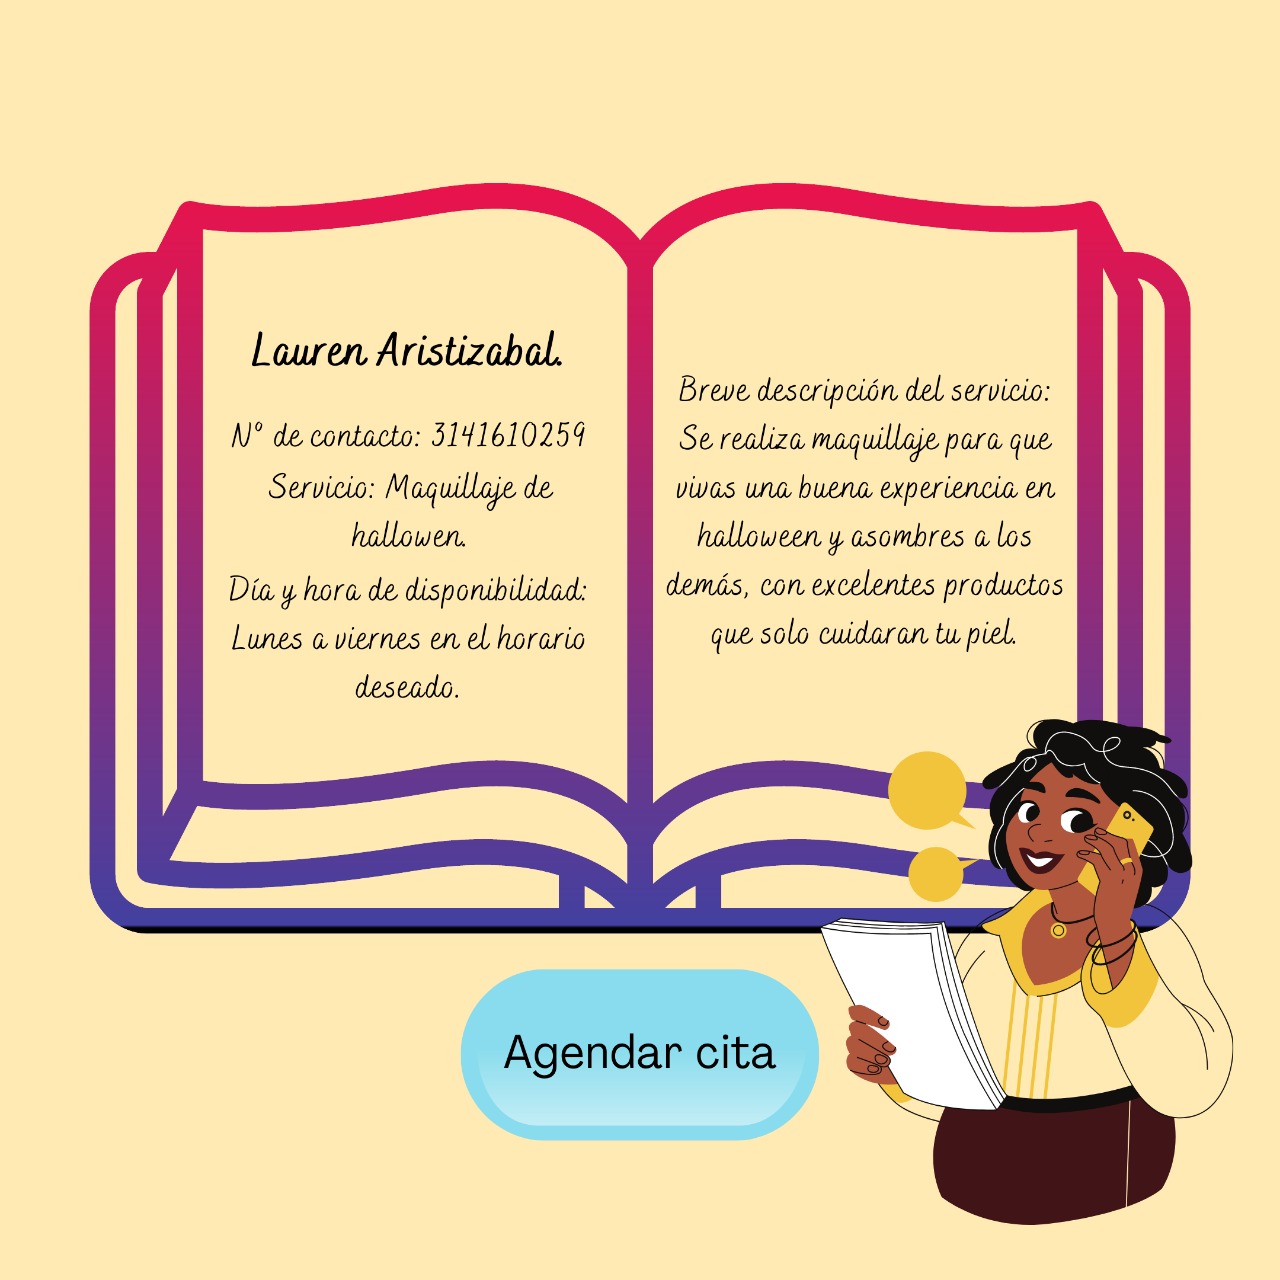 Lauren Aristizabal.
N° de contacto: 3141610259
Servicio: Maquillaje de
hallowen.
Día y hora de disponibilidad:
Lunes a viernes en el horario
deseado.
Breve descripción del servicio:
Se realiza maquillaje para que
vivas una buena experiencia en
halloween y asombres a los
demás, con excelentes productos
que solo cuidaran tu piel.
Agendar cita